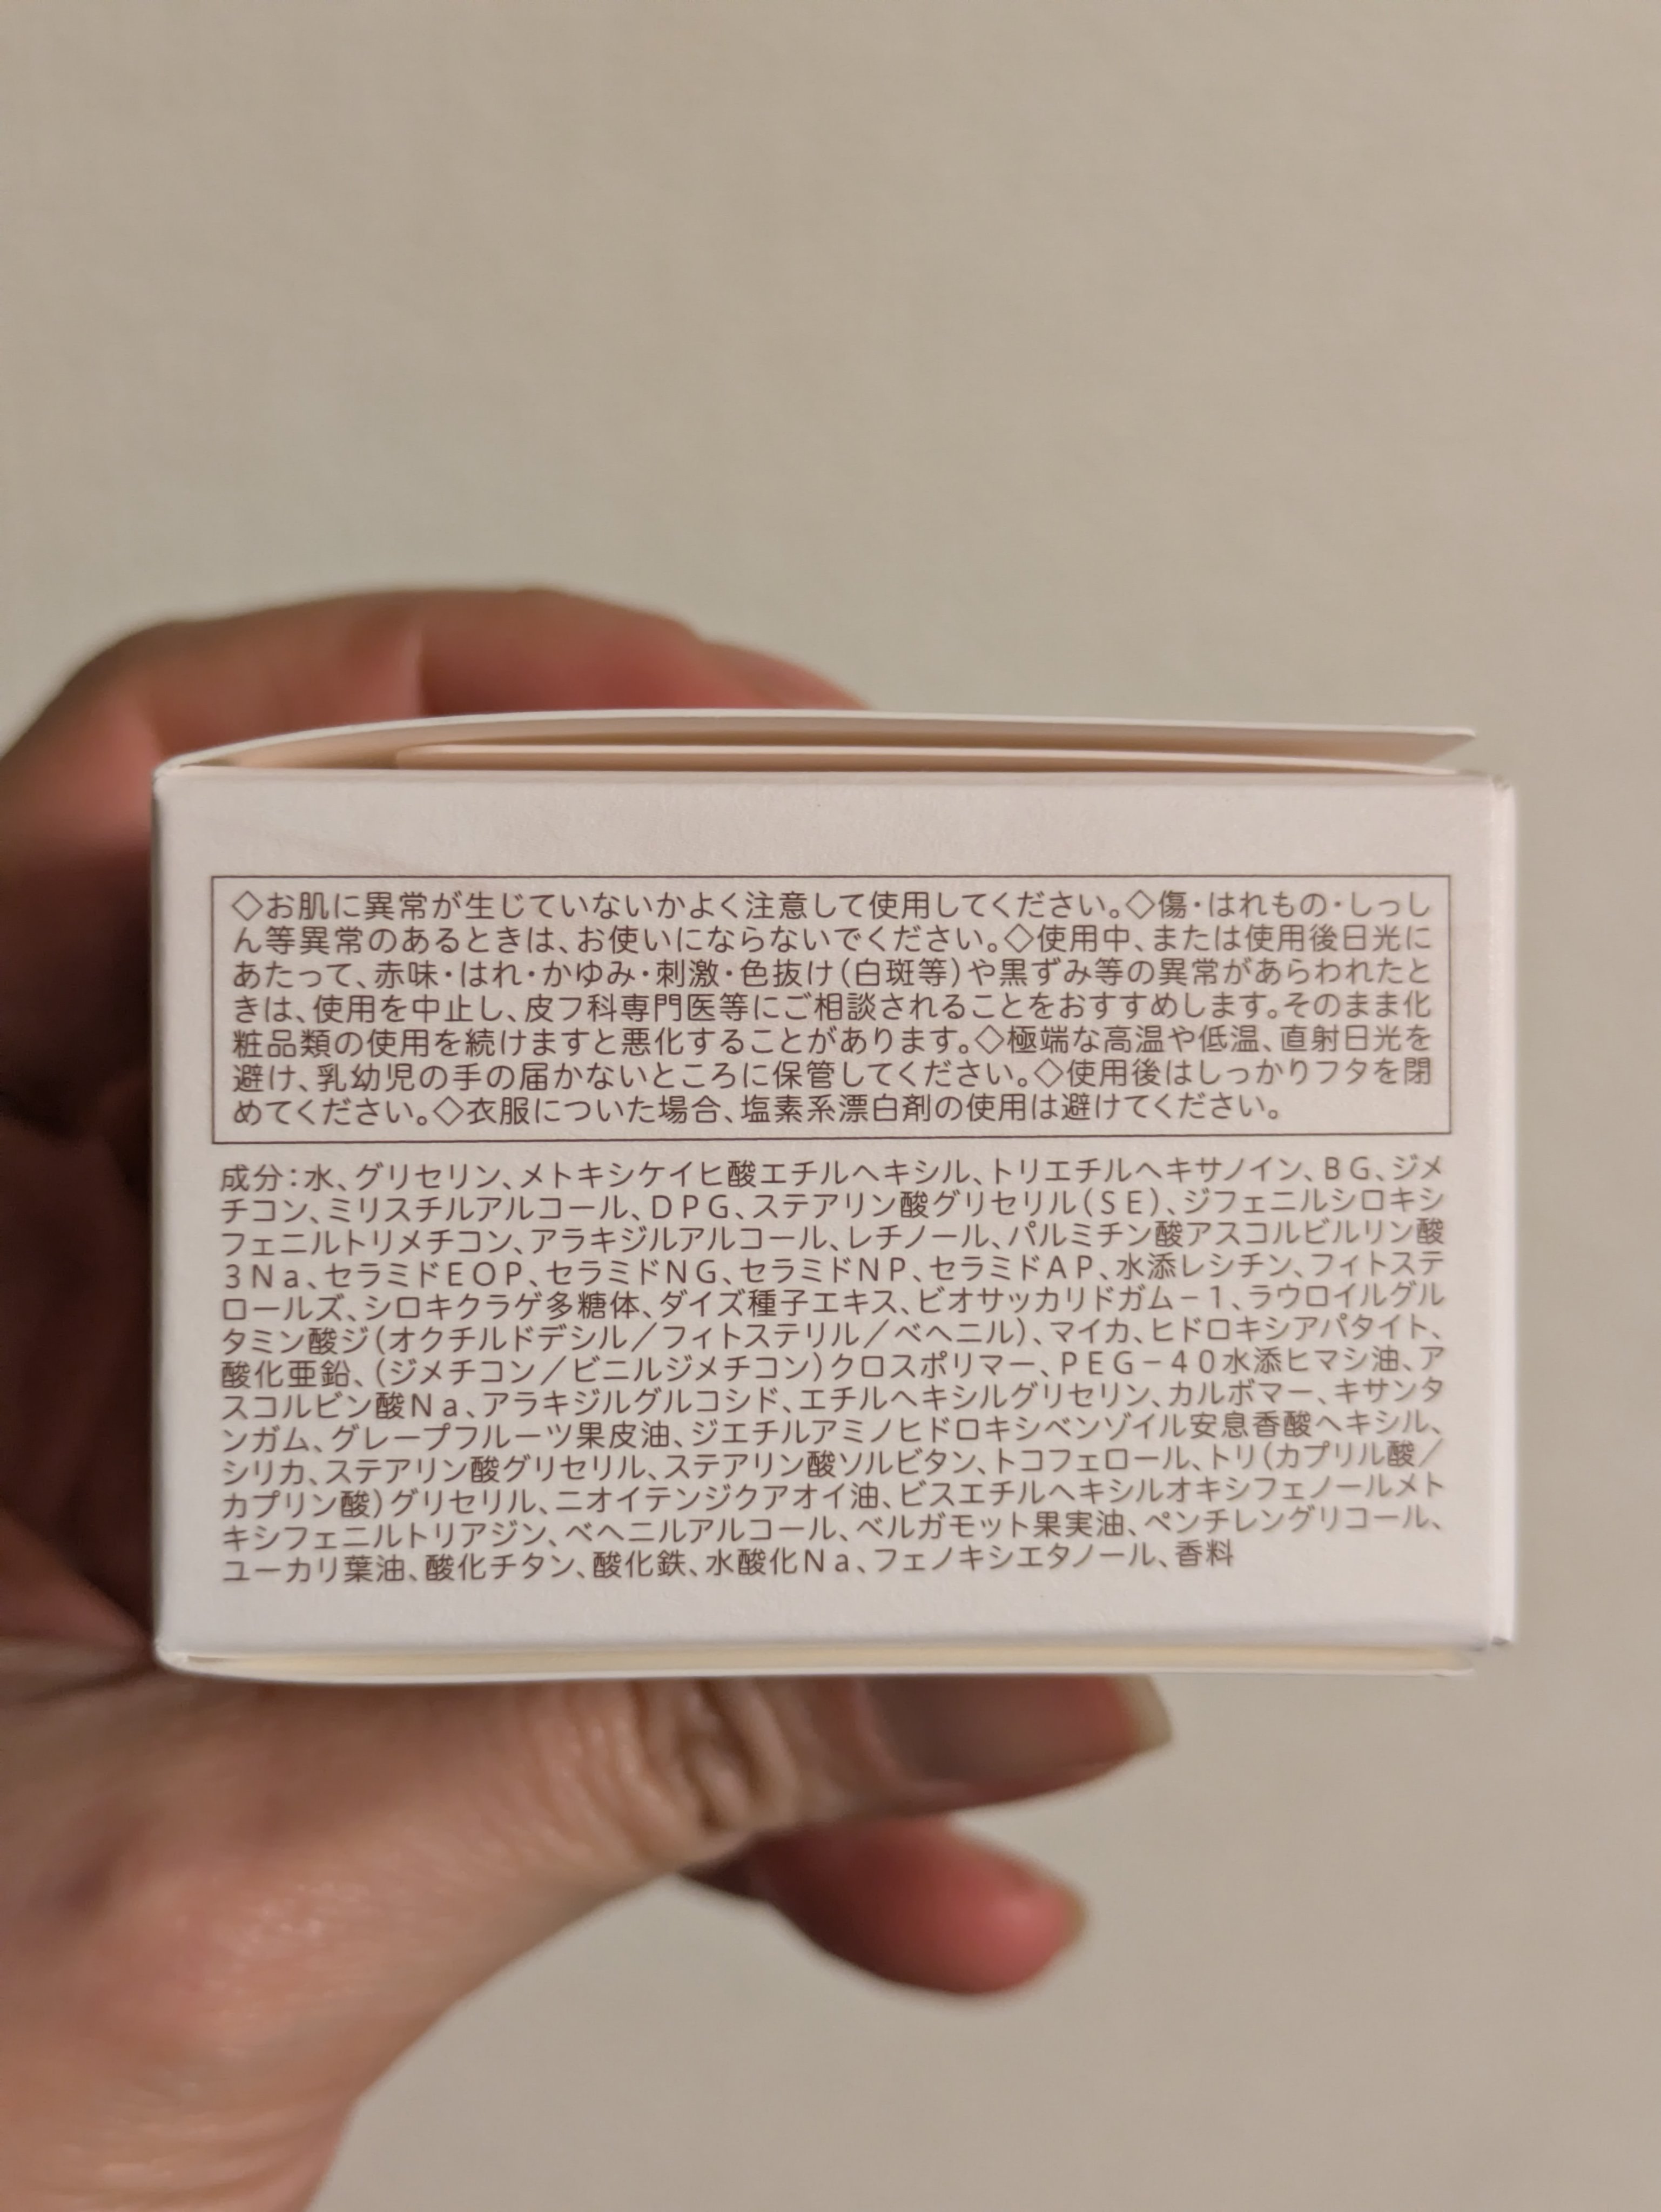 ◇お肌に異常が生じていないかよく注意して使用してください。◇傷・はれもの・しっし
ん等異常のあるときは、お使いにならないでください。◇使用中、または使用後日光に
あたって、赤味・はれ・かゆみ・刺激・色抜け(白斑等)や黒ずみ等の異常があらわれたと
きは、使用を中止し、皮フ科専門医等にご相談されることをおすすめします。そのまま化
粧品類の使用を続けますと悪化することがあります。◇極端な高温や低温、直射日光を
避け、乳幼児の手の届かないところに保管してください。◇使用後はしっかりフタを閉
めてください。◇衣服についた場合、塩素系漂白剤の使用は避けてください。
成分:水、グリセリン、メトキシケイヒ酸エチルヘキシル、トリエチルヘキサノイン、BG、ジメ
チコン、ミリスチルアルコール、DPG、ステアリン酸グリセリル(SE)、ジフェニルシロキシ
フェニルトリメチコン、アラキジルアルコール、レチノール、パルミチン酸アスコルビルリン酸
3Na、セラミドEOP、セラミドNG、セラミドNP、セラミドAP、水添レシチン、フィトステ
ロールズ、シロキクラゲ多糖体、ダイズ種子エキス、ビオサッカリドガム-1、ラウロイルグル
タミン酸ジ(オクチルドデシル/フィトステリル/ベヘニル)、マイカ、ヒドロキシアパタイト、
酸化亜鉛、(ジメチコン/ビニルジメチコン)クロスポリマー、PEG-40水添ヒマシ油、ア
スコルビン酸Na、アラキジルグルコシド、エチルヘキシルグリセリン、カルボマー、キサンタ
ンガム、グレープフルーツ果皮油、ジエチルアミノヒドロキシベンゾイル安息香酸ヘキシル、
シリカ、ステアリン酸グリセリル、ステアリン酸ソルビタン、トコフェロール、トリ(カプリル酸/
カプリン酸)グリセリル、ニオイテンジクアオイ油、ビスエチルヘキシルオキシフェノールメト
キシフェニルトリアジン、ベヘニルアルコール、ベルガモット果実油、ペンチレングリコール、
ユーカリ葉油、酸化チタン、酸化鉄、水酸化Na、フェノキシエタノール、香料